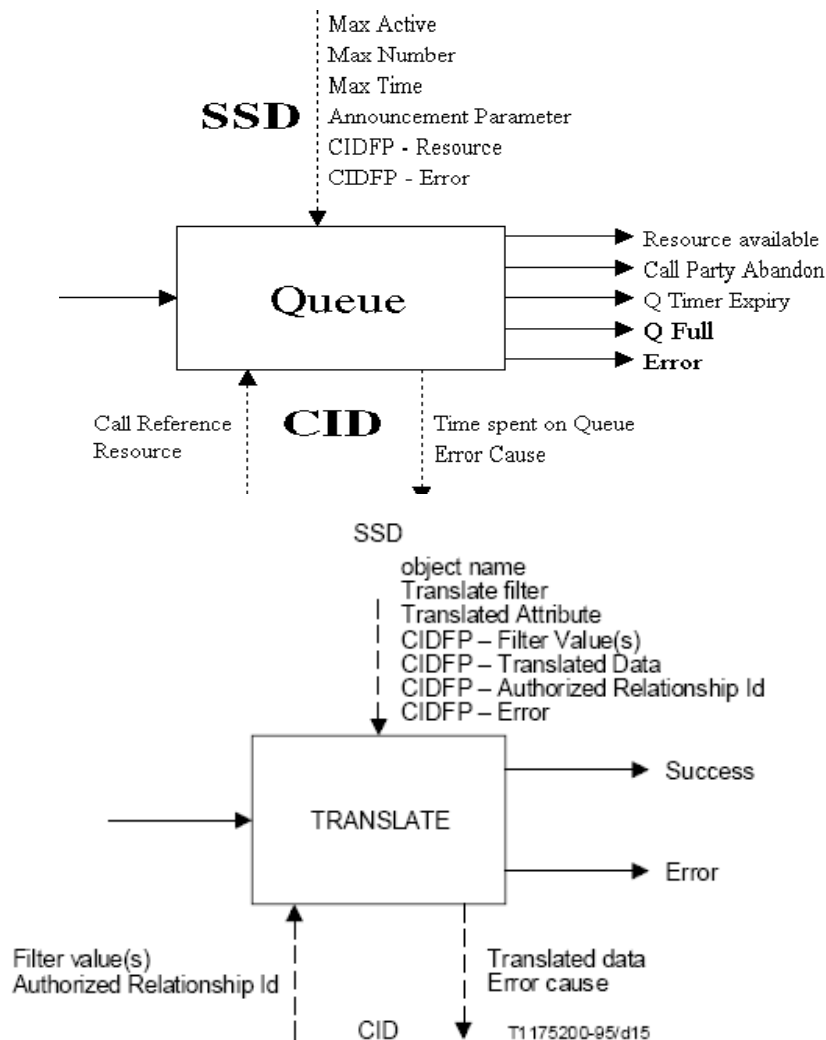 Max Active
Max Number
Max Time
SSD
Announcement Parameter
CIDFP - Resource
CIDFP - Error
Queue
Resource available
Call Party Abandon
Q Timer Expiry
Q Full
Error
Call Reference
Resource
CID
Time spent on Queue
Error Cause
SSD
object name
Translate filter
Translated Attribute
CIDFP – Filter Value(s)
CIDFP – Translated Data
CIDFP – Authorized Relationship Id
CIDFP – Error
TRANSLATE
Success
Error
Filter value(s)
Authorized Relationship Id
Translated data
Error cause
CID
T1175200-95/d15